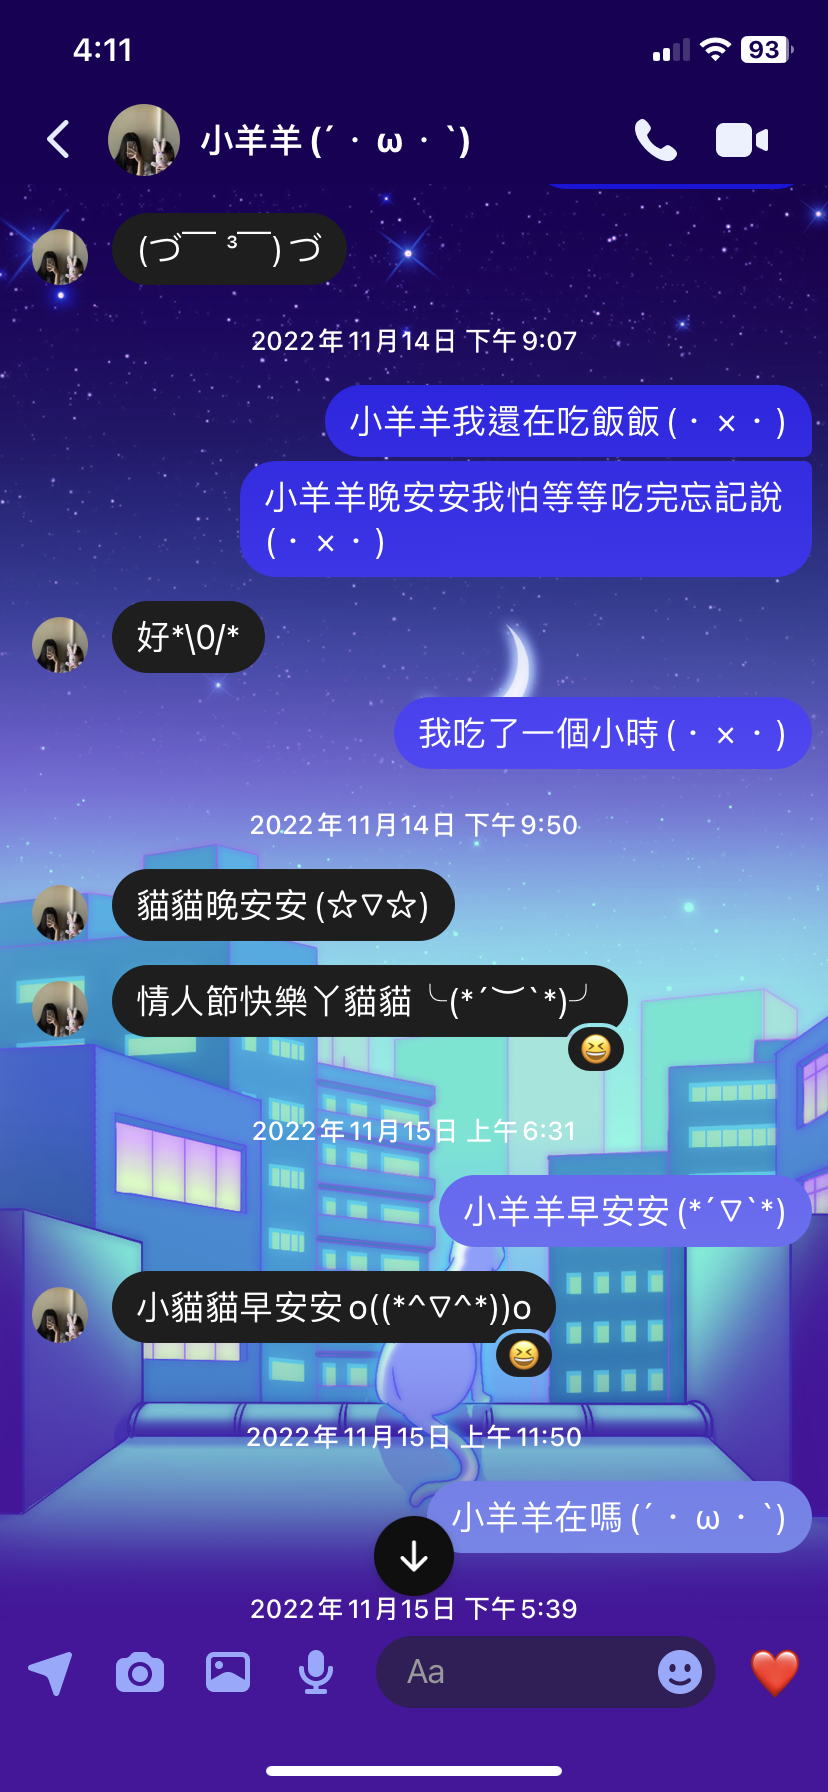 4:11
93
小羊羊 (´・ω・`)
(づ￣ ³￣)づ
2022年11月14日 下午9:07
小羊羊我還在吃飯飯(・×・)
小羊羊晚安安我怕等等吃完忘記說
(・×・)
好*\0/*
我吃了一個小時(・×・)
2022年11月14日 下午9:50
貓貓晚安安(☆▽☆)
情人節快樂丫貓貓╰(*´︶`*)╯
2022年11月15日 上午6:31
小羊羊早安安(*´▽`*)
小貓貓早安安o((*^▽^*))o
2022年11月15日 上午11:50
小羊羊在嗎(´・ω・`)
2022年11月15日 下午5:39
Aa